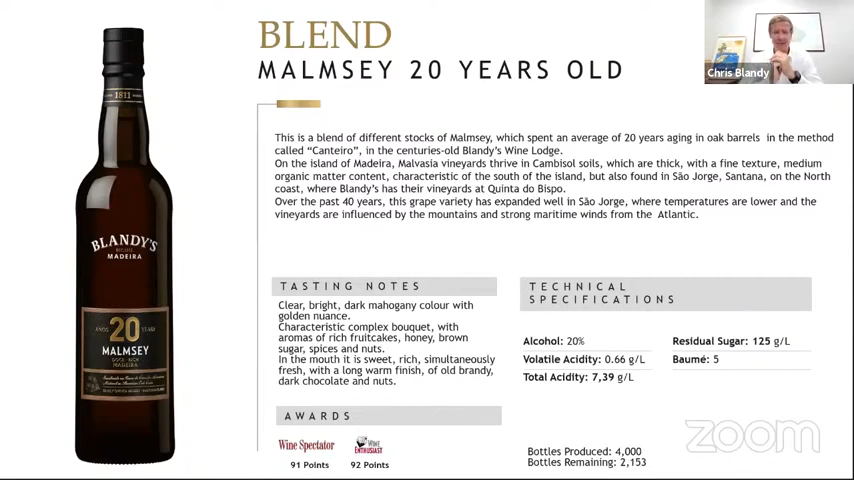 BLEND
MALMSEY 20 YEARS OLD
Chris Blandy
1811
BLANDY'S
MADEIRA
20
MALMSEY
MADEIRA
This is a blend of different stocks of Malmsey, which spent an average of 20 years aging in oak barrels in the method
called "Canteiro", in the centuries-old Blandy's Wine Lodge.
On the island of Madeira, Malvasia vineyards thrive in Cambisol soils, which are thick, with a fine texture, medium
organic matter content, characteristic of the south of the island, but also found in São Jorge, Santana, on the North
coast, where Blandy's has their vineyards at Quinta do Bispo.
Over the past 40 years, this grape variety has expanded well in São Jorge, where temperatures are lower and the
vineyards are influenced by the mountains and strong maritime winds from the Atlantic.
TASTING NOTES
Clear, bright, dark mahogany colour with
golden nuance.
Characteristic complex bouquet, with
aromas of rich fruitcakes, honey, brown
sugar, spices and nuts.
In the mouth it is sweet, rich, simultaneously
fresh, with a long warm finish, of old brandy,
dark chocolate and nuts.
AWARDS
Wine Spectator
WINE ENTHUSIAST
91 Points
92 Points
TECHNICAL
SPECIFICATIONS
Alcohol: 20%
Volatile Acidity: 0.66 g/L
Total Acidity: 7,39 g/L
Residual Sugar: 125 g/L
Baumé: 5
Bottles Produced: 4,000
Bottles Remaining: 2,153
zoom